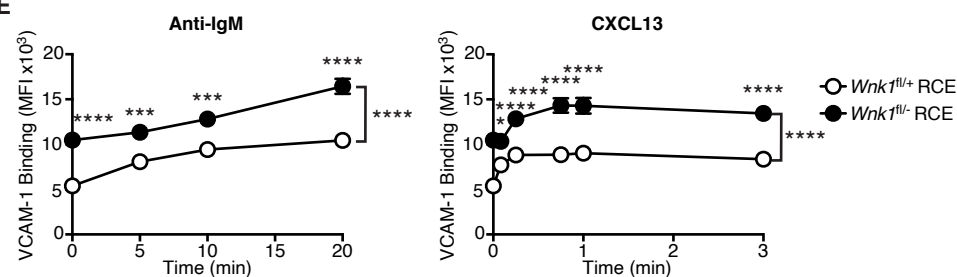 E
Anti-IgM
VCAM-1 Binding (MFI x10³)
20
15
10
5
0
****
***
***
****
****
0 5 10 15 20
Time (min)
CXCL13
VCAM-1 Binding (MFI x10³)
20
15
10
5
0
*
****
****
****
****
****
****
0 1 2 3
Time (min)
Wnk1fl/+ RCE
Wnk1fl/- RCE